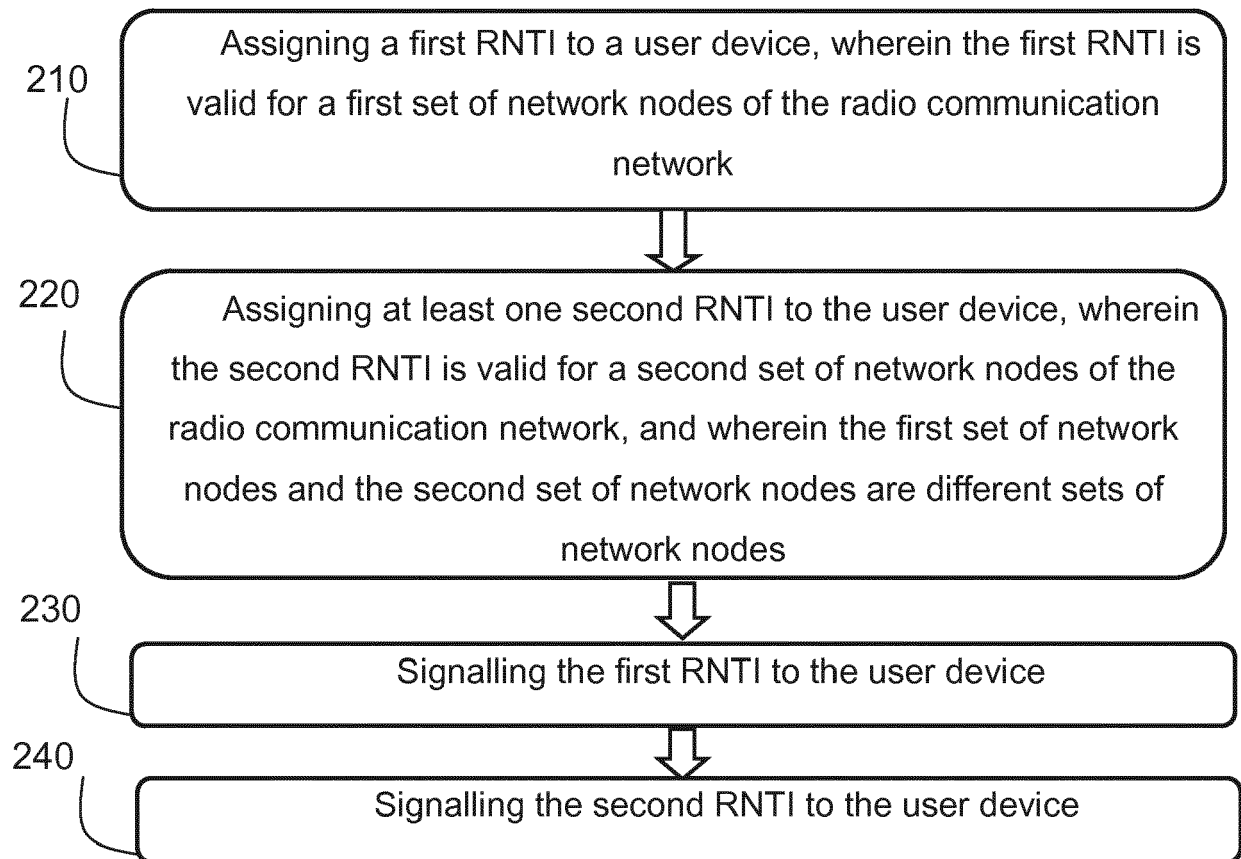 Assigning a first RNTI to a user device, wherein the first RNTI is
210
valid for a first set of network nodes of the radio communication
network
220
Assigning at least one second RNTI to the user device, wherein
the second RNTI is valid for a second set of network nodes of the
radio communication network, and wherein the first set of network
nodes and the second set of network nodes are different sets of
network nodes
230
Signalling the first RNTI to the user device
240
Signalling the second RNTI to the user device